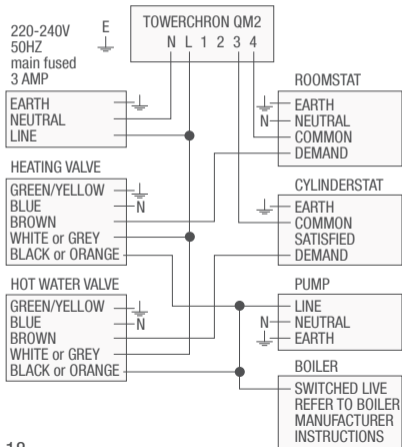 220-240V
50HZ
main fused
3 AMP
E
TOWERCHRON QM2
N L 1 2 3 4
EARTH
NEUTRAL
LINE
HEATING VALVE
GREEN/YELLOW
BLUE
N
BROWN
WHITE or GREY
BLACK or ORANGE
HOT WATER VALVE
GREEN/YELLOW
BLUE
N
BROWN
WHITE or GREY
BLACK or ORANGE
ROOMSTAT
EARTH
N
NEUTRAL
COMMON
DEMAND
CYLINDERSTAT
EARTH
COMMON
SATISFIED
DEMAND
PUMP
LINE
N
NEUTRAL
EARTH
BOILER
SWITCHED LIVE
REFER TO BOILER
MANUFACTURER
INSTRUCTIONS